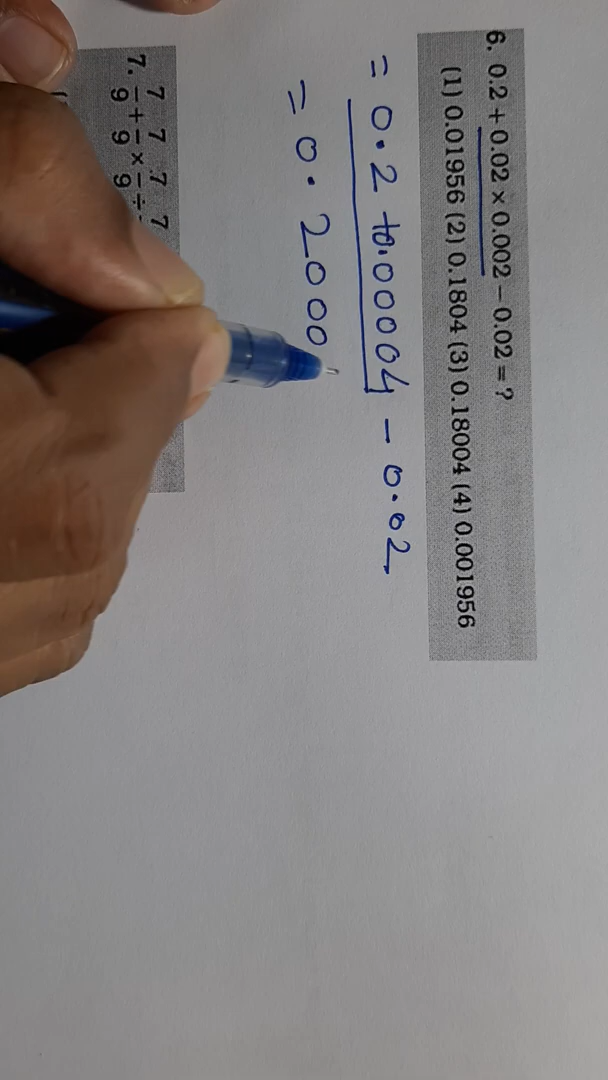 6. 0.2 + 0.02 × 0.002 – 0.02 = ?
(1) 0.01956 (2) 0.1804 (3) 0.18004 (4) 0.001956
= 0.2 + 0.00004 - 0.02
= 0.2000
7. 7/9 + 7/9 × 7/9 ÷ 7